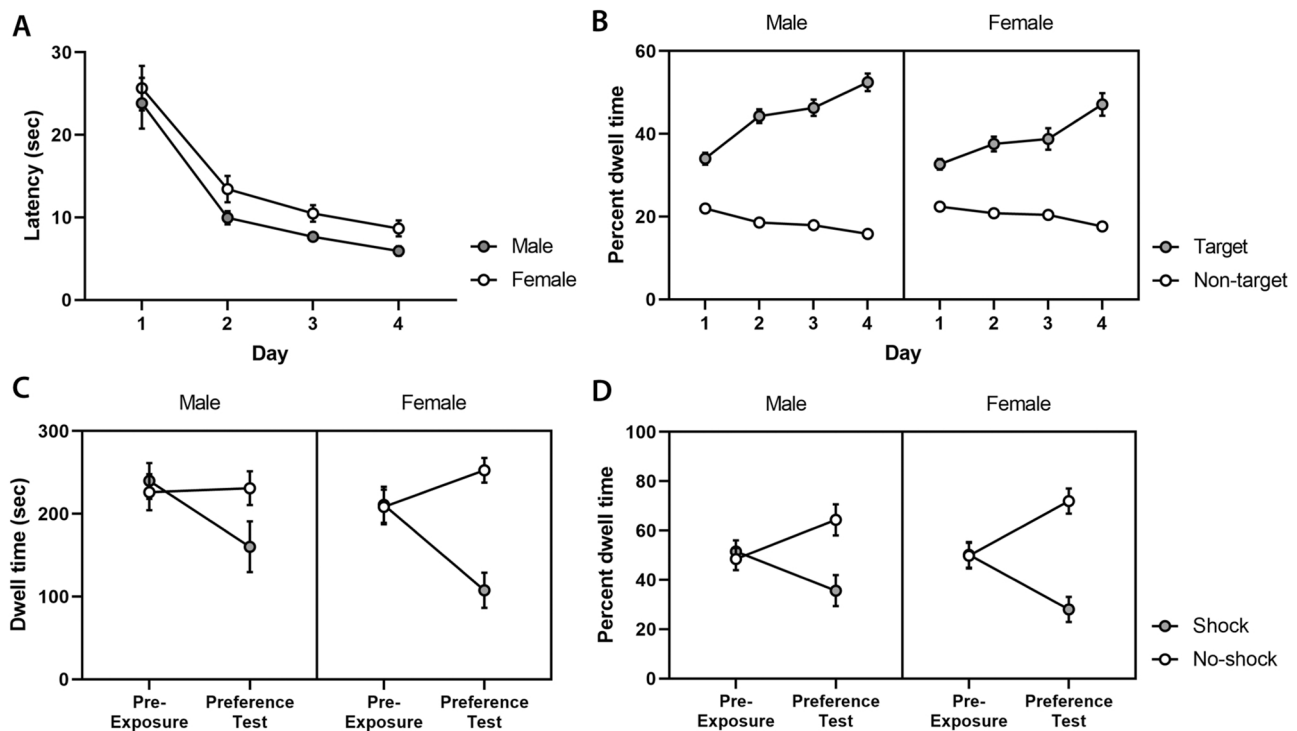 A
Latency (sec)
30
20
10
0
1 2 3 4
Day
Male
Female
B
Male Female
Percent dwell time
60
40
20
0
1 2 3 4 1 2 3 4
Day
Target
Non-target
C
Male Female
Dwell time (sec)
300
200
100
0
Pre- Preference Pre- Preference
Exposure Test Exposure Test
D
Male Female
Percent dwell time
100
80
60
40
20
0
Pre- Preference Pre- Preference
Exposure Test Exposure Test
Shock
No-shock